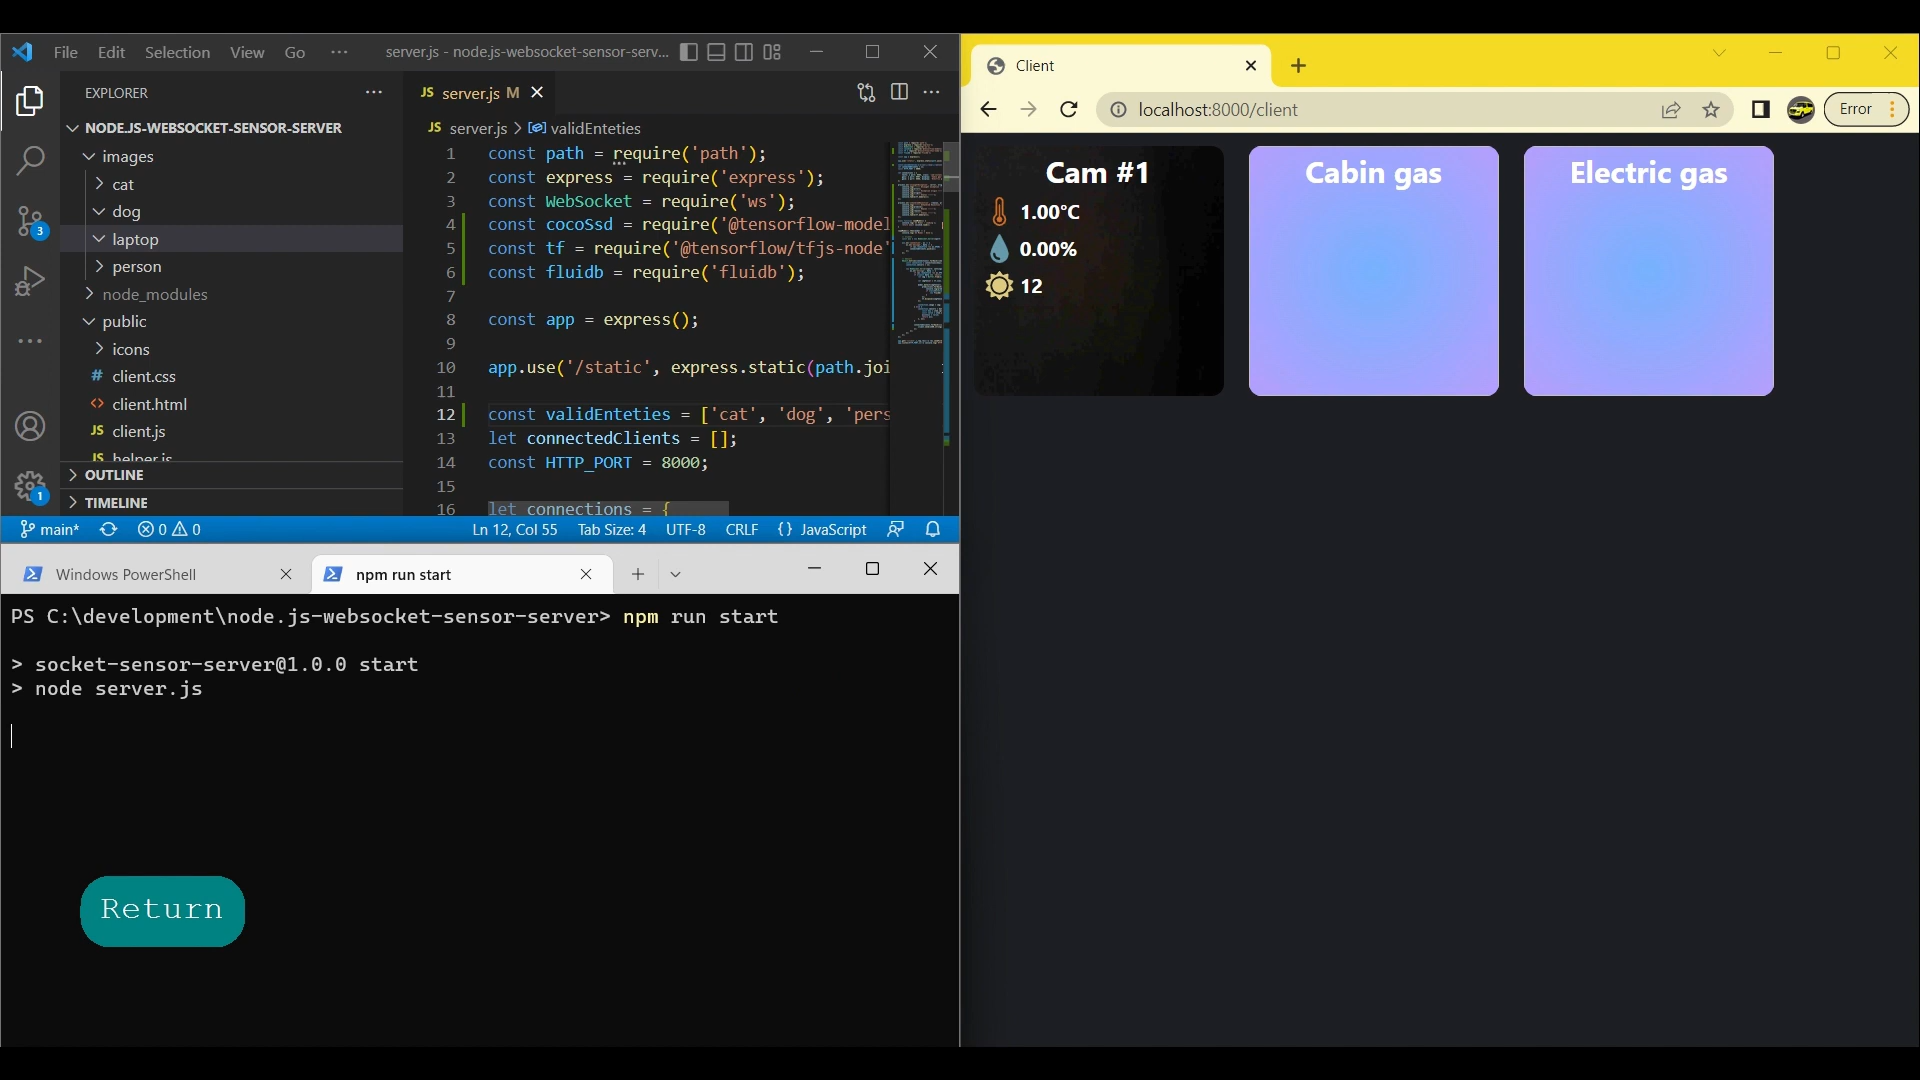 File Edit Selection View Go ··· server.js - node.js-websocket-sensor-serv...
EXPLORER ···
NODE.JS-WEBSOCKET-SENSOR-SERVER
images
cat
dog
laptop
person
node_modules
public
icons
# client.css
<> client.html
JS client.js
JS helper.js
OUTLINE
TIMELINE
3
1
JS server.js M
JS server.js > validEnteties
1 const path = require('path');
2 const express = require('express');
3 const WebSocket = require('ws');
4 const cocoSsd = require('@tensorflow-model
5 const tf = require('@tensorflow/tfjs-node'
6 const fluidb = require('fluidb');
7
8 const app = express();
9
10 app.use('/static', express.static(path.joi
11
12 const validEnteties = ['cat', 'dog', 'pers
13 let connectedClients = [];
14 const HTTP_PORT = 8000;
15
16 let connections = {
main* 0 0 Ln 12, Col 55 Tab Size: 4 UTF-8 CRLF {} JavaScript
Windows PowerShell npm run start
PS C:\development\node.js-websocket-sensor-server> npm run start
> socket-sensor-server@1.0.0 start
> node server.js
Return
Client
localhost:8000/client Error
Cam #1
1.00°C
0.00%
12
Cabin gas
Electric gas